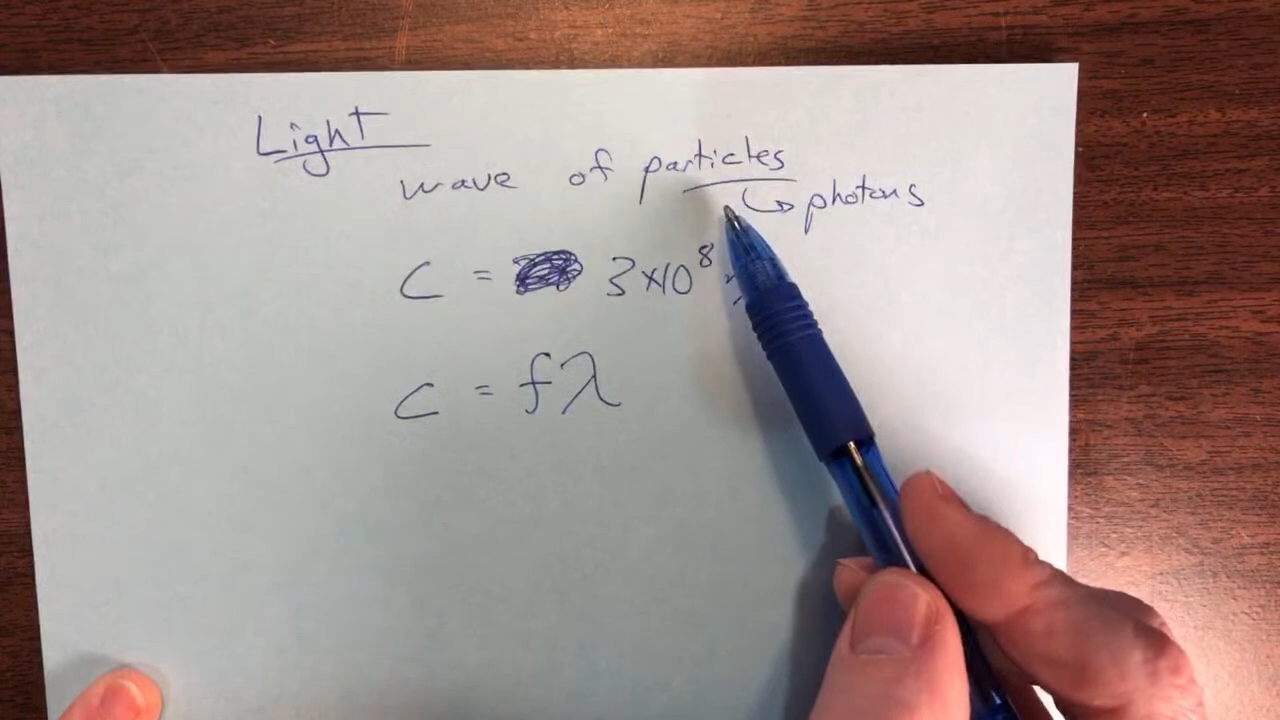 Light
wave of particles
↳ photons
c = 3×10⁸
c = fλ